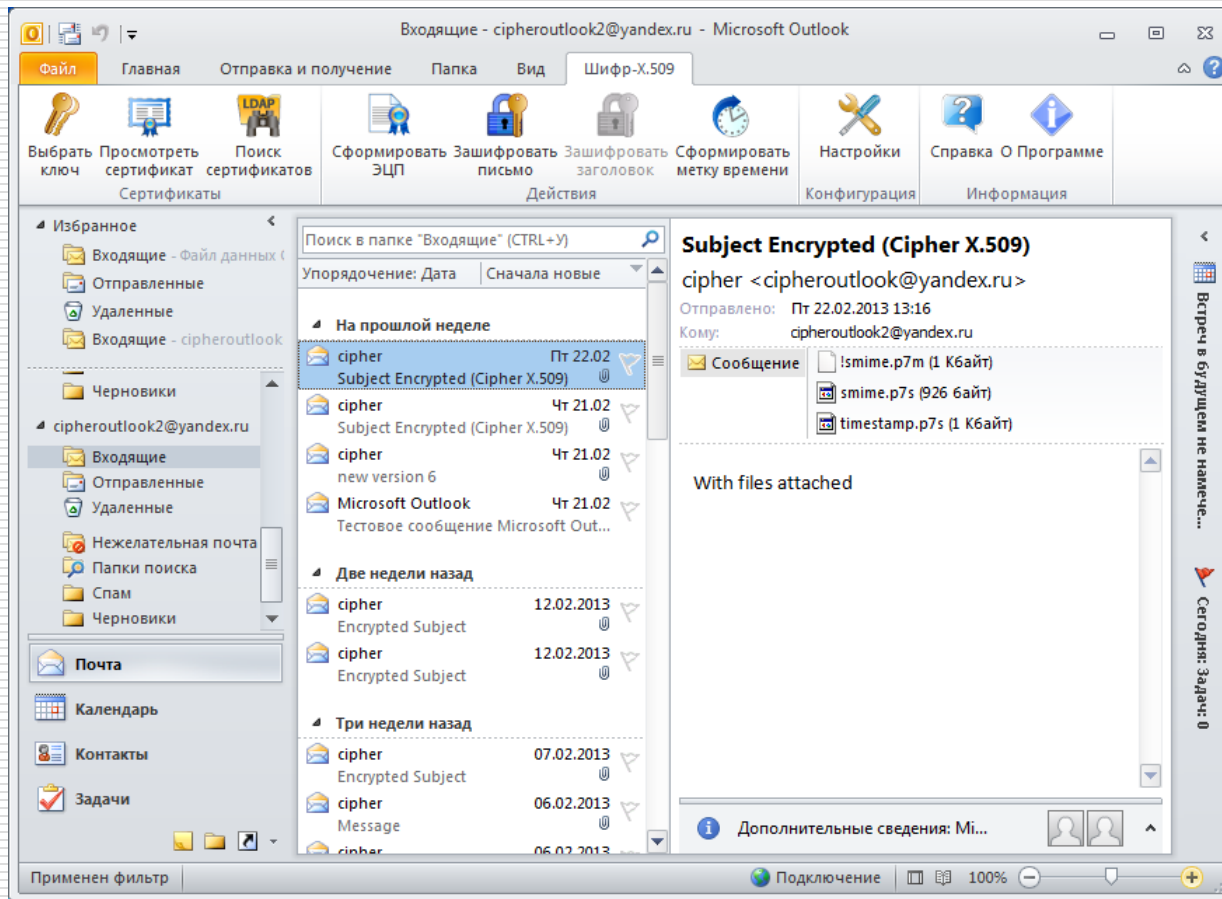 Входящие - cipheroutlook2@yandex.ru - Microsoft Outlook
Файл Главная Отправка и получение Папка Вид Шифр-X.509
LDAP
Выбрать ключ
Просмотреть сертификат
Поиск сертификатов
Сертификаты
Сформировать ЭЦП
Зашифровать письмо
Зашифровать заголовок
Сформировать метку времени
Действия
Настройки
Конфигурация
Справка
О Программе
Информация
Избранное
Входящие - Файл данных
Отправленные
Удаленные
Входящие - cipheroutlook
Черновики
cipheroutlook2@yandex.ru
Входящие
Отправленные
Удаленные
Нежелательная почта
Папки поиска
Спам
Черновики
Почта
Календарь
Контакты
Задачи
Поиск в папке "Входящие" (CTRL+У)
Упорядочение: Дата Сначала новые
На прошлой неделе
cipher Пт 22.02
Subject Encrypted (Cipher X.509)
cipher Чт 21.02
Subject Encrypted (Cipher X.509)
cipher Чт 21.02
new version 6
Microsoft Outlook Чт 21.02
Тестовое сообщение Microsoft Out...
Две недели назад
cipher 12.02.2013
Encrypted Subject
cipher 12.02.2013
Encrypted Subject
Три недели назад
cipher 07.02.2013
Encrypted Subject
cipher 06.02.2013
Message
cipher 06.02.2013
Subject Encrypted (Cipher X.509)
cipher <cipheroutlook@yandex.ru>
Отправлено: Пт 22.02.2013 13:16
Кому: cipheroutlook2@yandex.ru
Сообщение
!smime.p7m (1 Кбайт)
smime.p7s (926 байт)
timestamp.p7s (1 Кбайт)
With files attached
Дополнительные сведения: Mi...
Встреч в будущем не намече...
Сегодня: Задач: 0
Применен фильтр
Подключение
100%